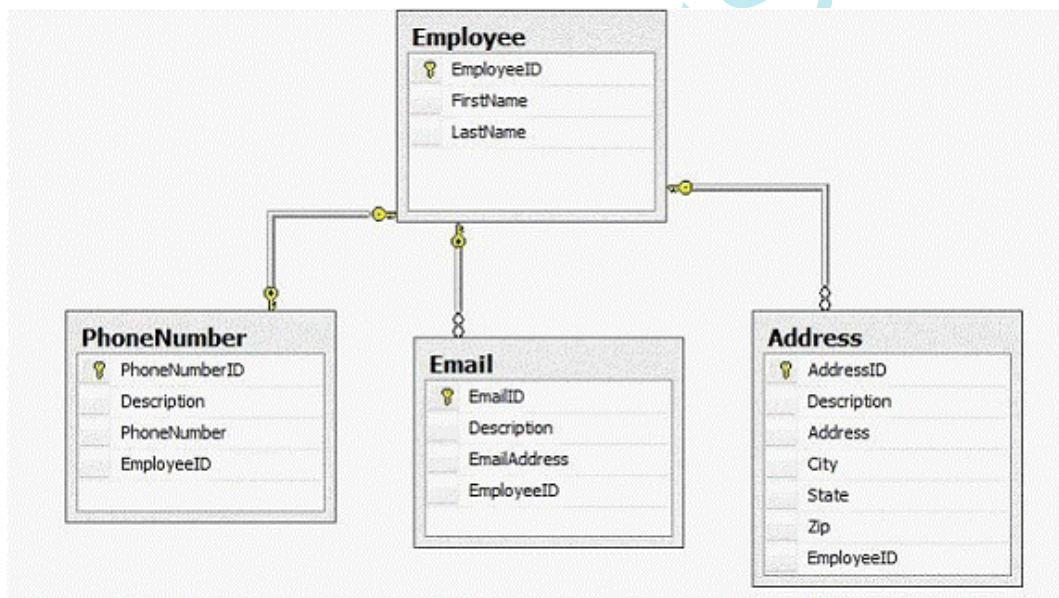 Employee
EmployeeID
FirstName
LastName
PhoneNumber
PhoneNumberID
Description
PhoneNumber
EmployeeID
Email
EmailID
Description
EmailAddress
EmployeeID
Address
AddressID
Description
Address
City
State
Zip
EmployeeID